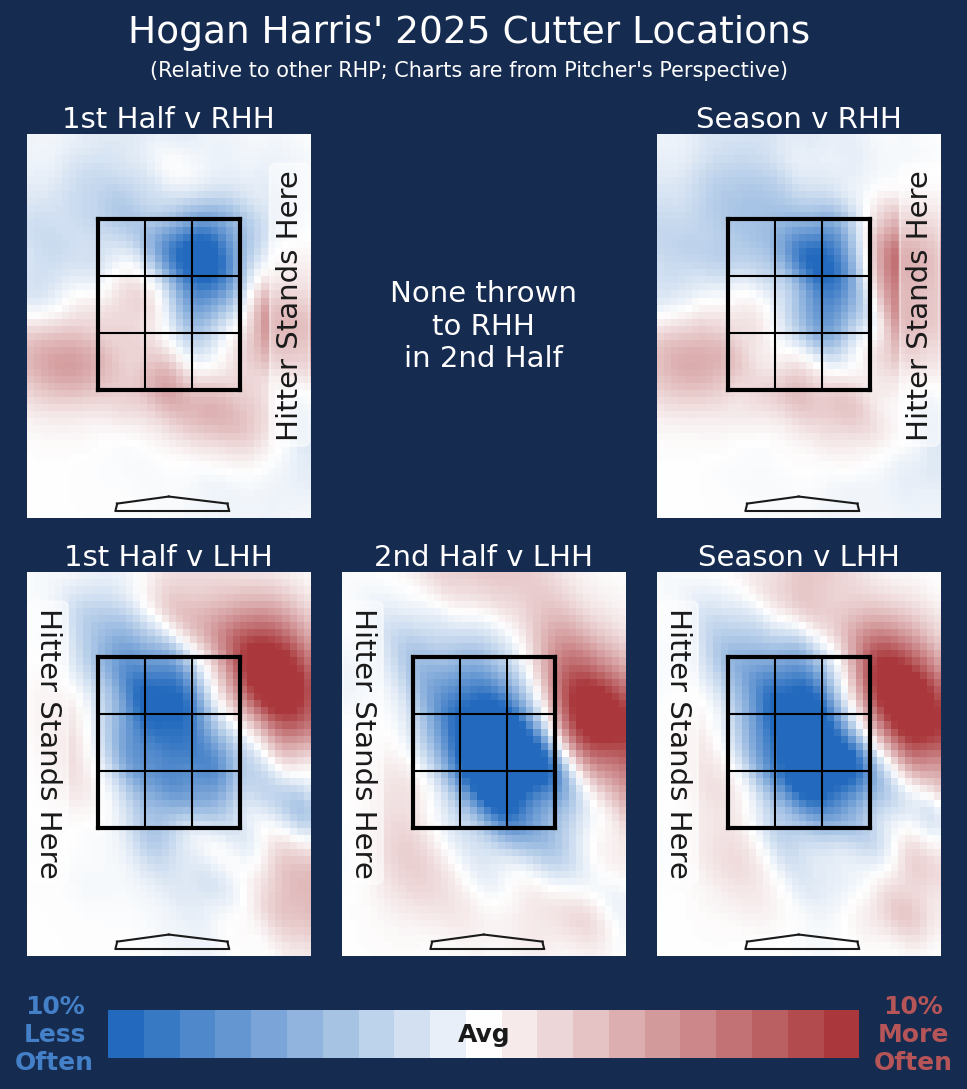 Hogan Harris' 2025 Cutter Locations
(Relative to other RHP; Charts are from Pitcher's Perspective)
1st Half v RHH
Season v RHH
Hitter Stands Here
None thrown
to RHH
in 2nd Half
Hitter Stands Here
1st Half v LHH
2nd Half v LHH
Season v LHH
Hitter Stands Here
Hitter Stands Here
Hitter Stands Here
10%
Less
Often
Avg
10%
More
Often